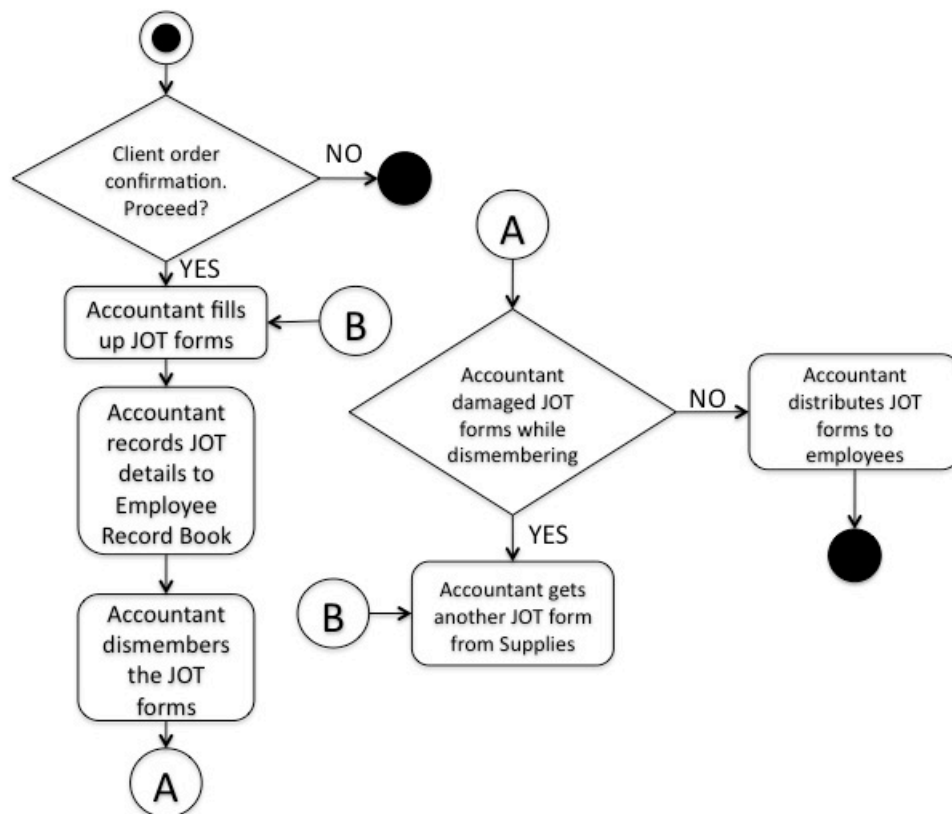 Client order
confirmation.
Proceed?
NO
YES
Accountant fills
up JOT forms
B
Accountant
records JOT
details to
Employee
Record Book
Accountant
dismembers
the JOT
forms
A
A
Accountant
damaged JOT
forms while
dismembering
NO
Accountant
distributes JOT
forms to
employees
YES
B
Accountant gets
another JOT form
from Supplies